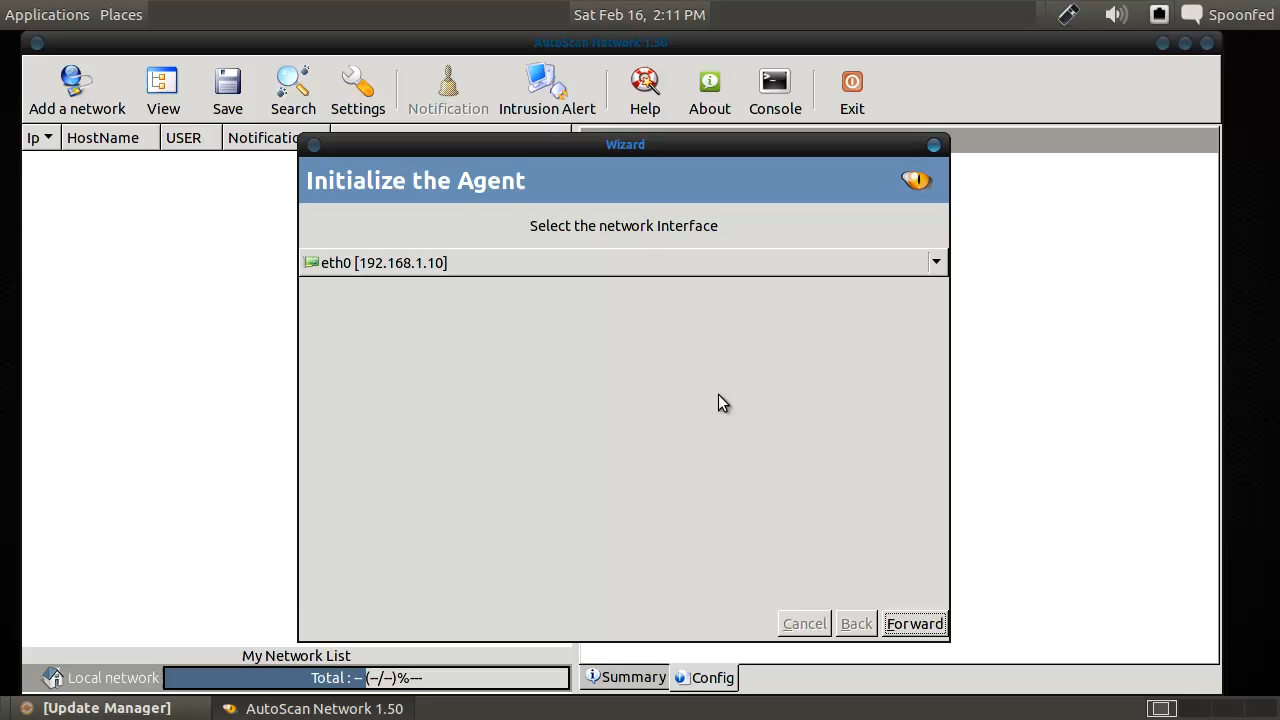 Applications Places Sat Feb 16, 2:11 PM Spoonfed
AutoScan Network 1.50
Add a network View Save Search Settings Notification Intrusion Alert Help About Console Exit
Ip HostName USER Notificatio
Wizard
Initialize the Agent
Select the network Interface
eth0 [192.168.1.10]
Cancel Back Forward
My Network List
Local network Total : -- (--/--)%--- Summary Config
[Update Manager] AutoScan Network 1.50